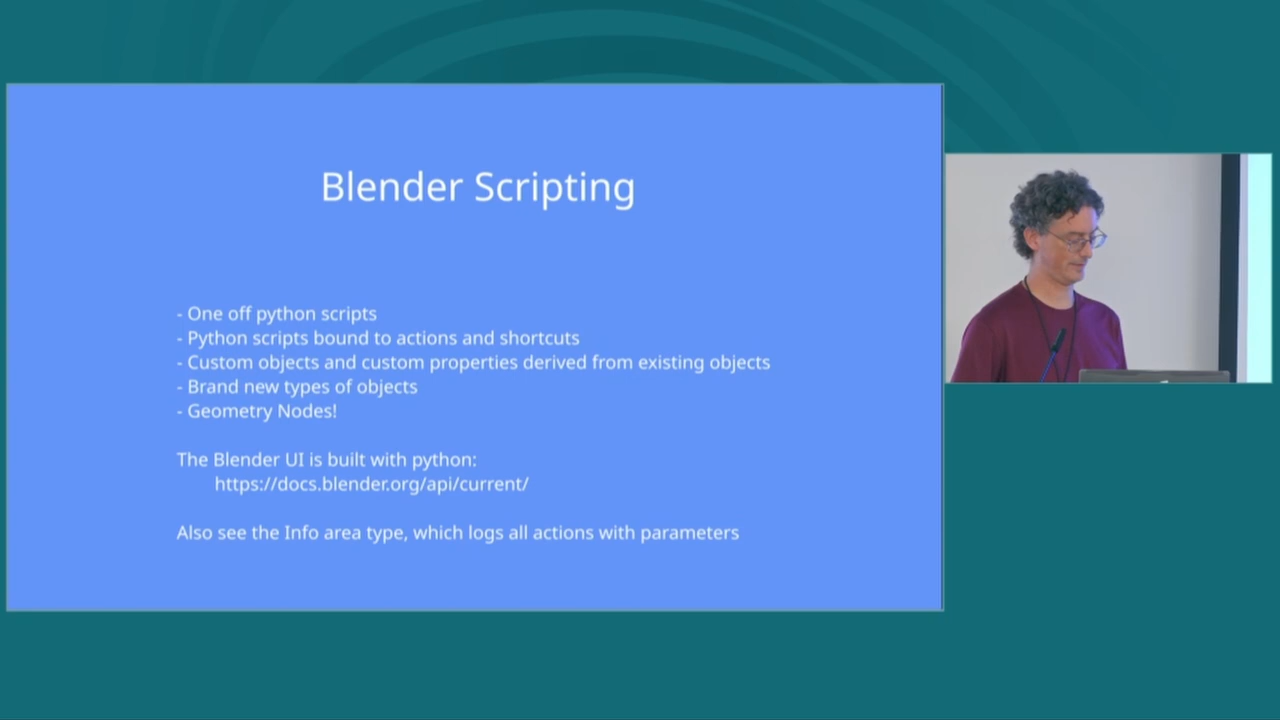 Blender Scripting
- One off python scripts
- Python scripts bound to actions and shortcuts
- Custom objects and custom properties derived from existing objects
- Brand new types of objects
- Geometry Nodes!
The Blender UI is built with python:
https://docs.blender.org/api/current/
Also see the Info area type, which logs all actions with parameters